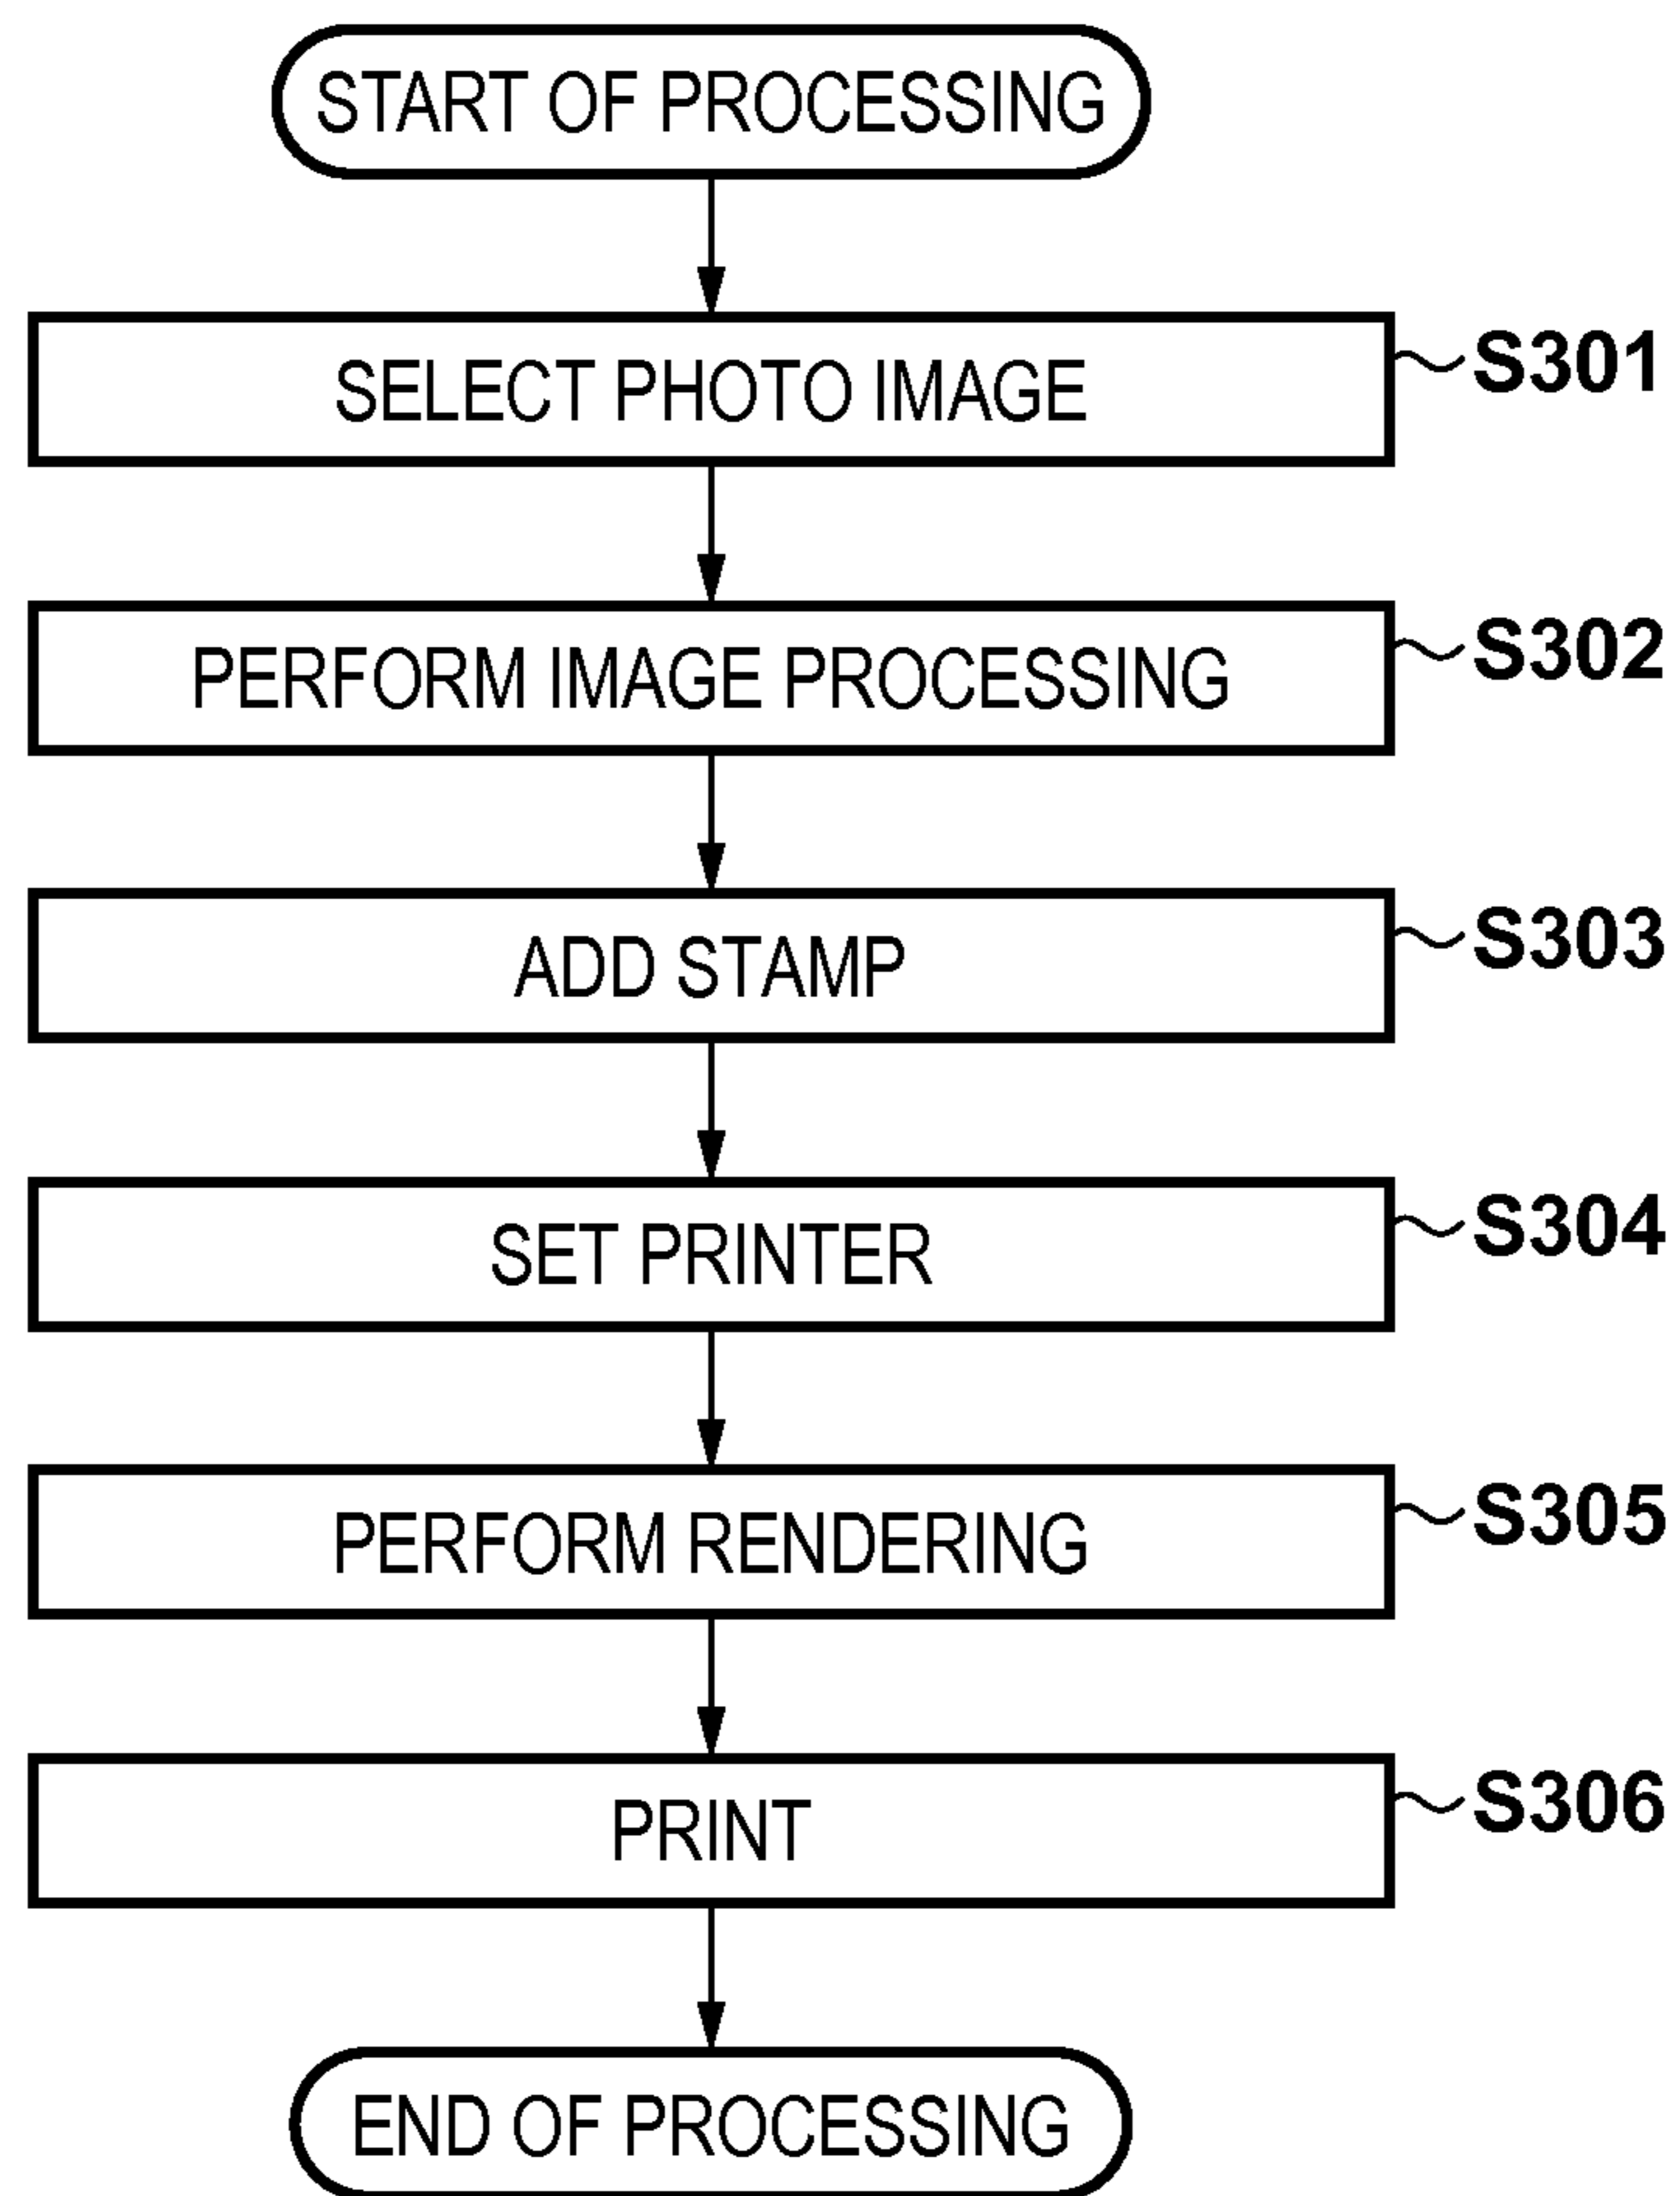 START OF PROCESSING
SELECT PHOTO IMAGE
S301
PERFORM IMAGE PROCESSING
S302
ADD STAMP
S303
SET PRINTER
S304
PERFORM RENDERING
S305
PRINT
S306
END OF PROCESSING